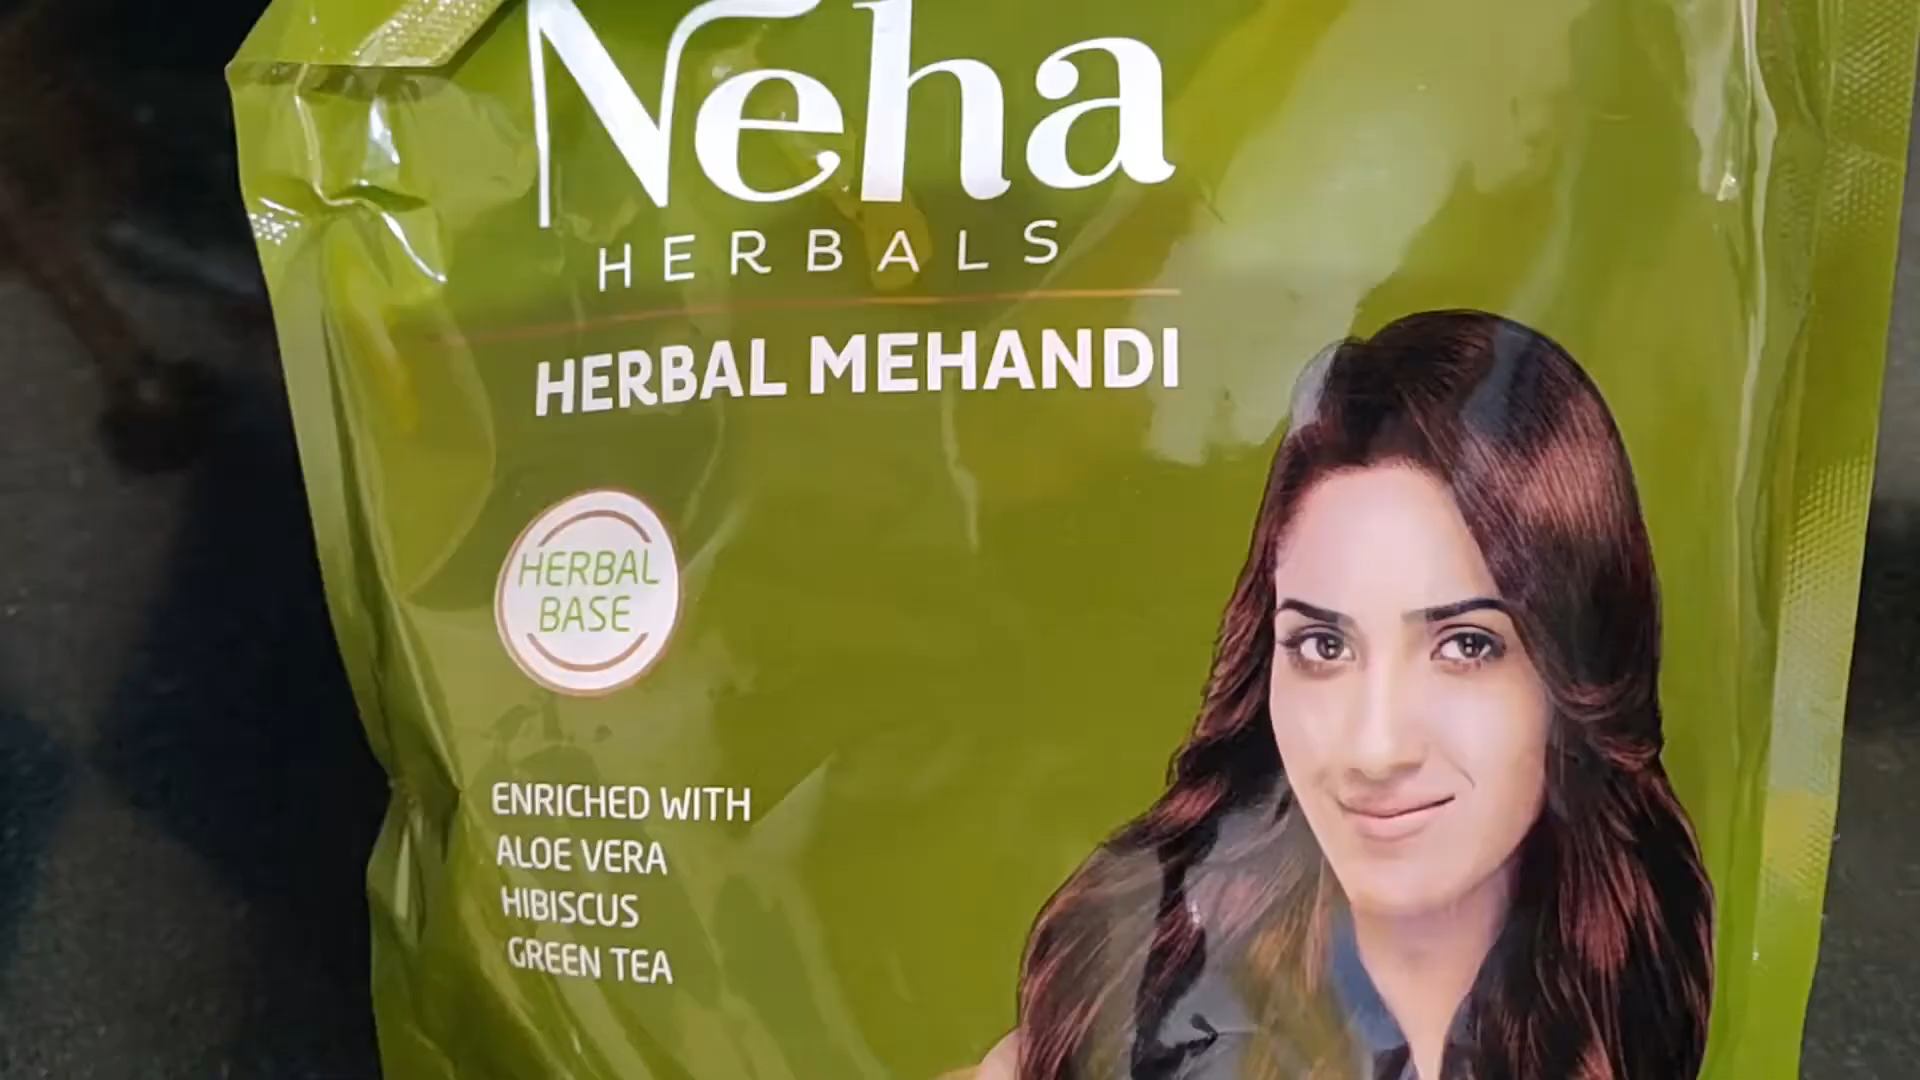 Neha
HERBALS
HERBAL MEHANDI
HERBAL
BASE
ENRICHED WITH
ALOE VERA
HIBISCUS
GREEN TEA